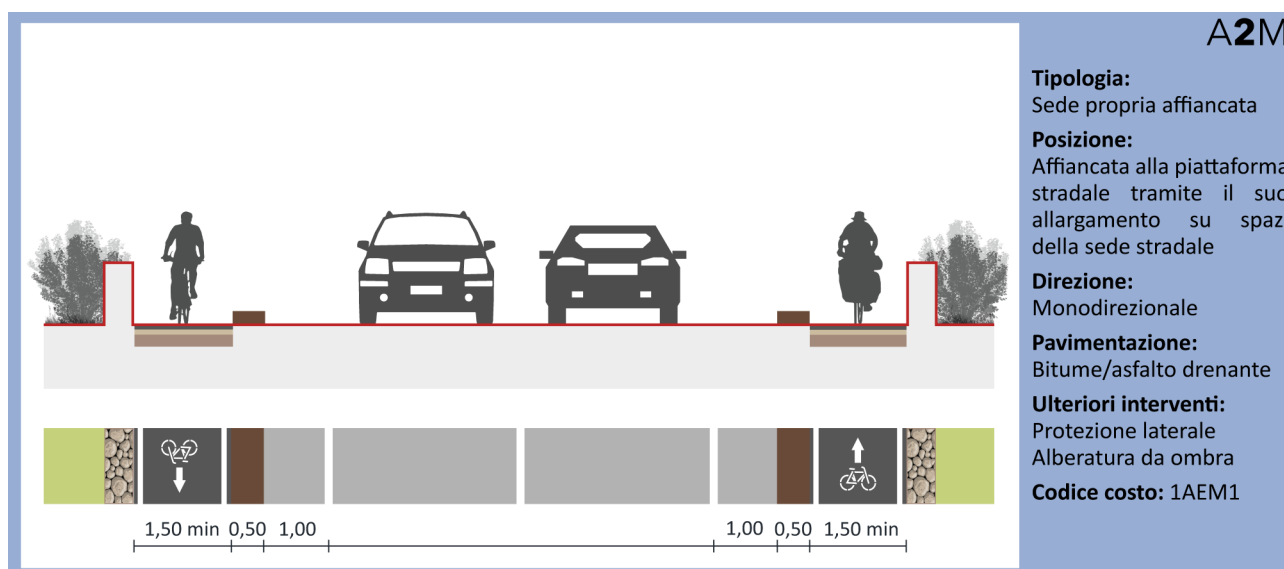 A2M
Tipologia:
Sede propria affiancata
Posizione:
Affiancata alla piattaforma
stradale tramite il suo
allargamento su spaz
della sede stradale
Direzione:
Monodirezionale
Pavimentazione:
Bitume/asfalto drenante
Ulteriori interventi:
Protezione laterale
Alberatura da ombra
Codice costo: 1AEM1
1,50 min 0,50 1,00 1,00 0,50 1,50 min